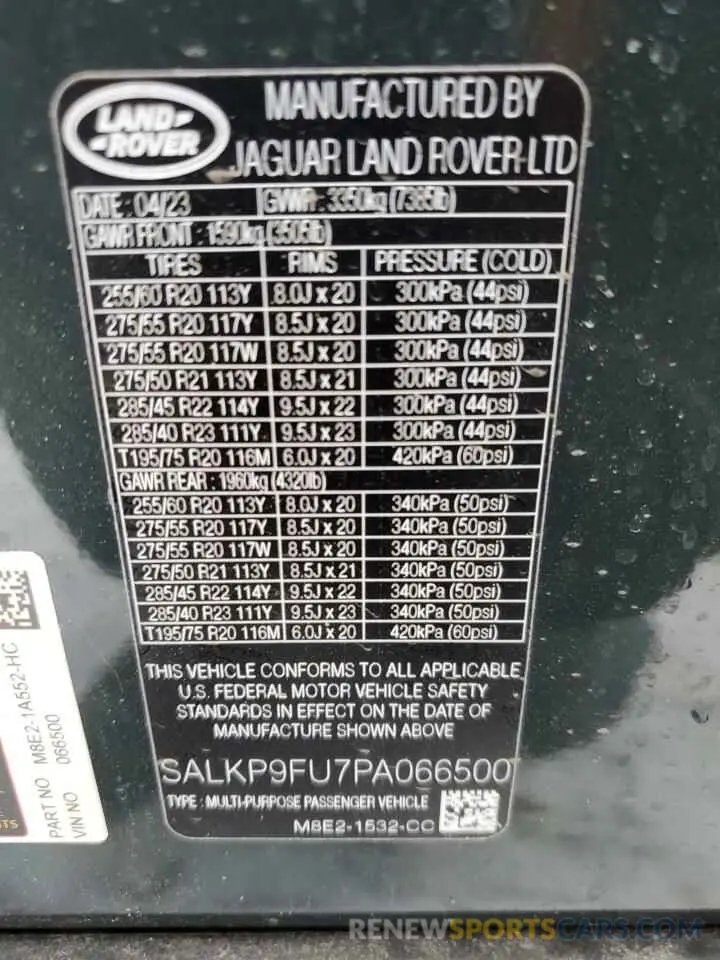 LAND-
-ROVER
MANUFACTURED BY
JAGUAR LAND ROVER LTD
DATE : 04/23 GVWR : 3350kg (7385lb)
GAWR FRONT : 1590kg (3505lb)
TIRES RIMS PRESSURE (COLD)
255/60 R20 113Y 8.0J x 20 300kPa (44psi)
275/55 R20 117Y 8.5J x 20 300kPa (44psi)
275/55 R20 117W 8.5J x 20 300kPa (44psi)
275/50 R21 113Y 8.5J x 21 300kPa (44psi)
285/45 R22 114Y 9.5J x 22 300kPa (44psi)
285/40 R23 111Y 9.5J x 23 300kPa (44psi)
T195/75 R20 116M 6.0J x 20 420kPa (60psi)
GAWR REAR : 1960kg (4320lb)
255/60 R20 113Y 8.0J x 20 340kPa (50psi)
275/55 R20 117Y 8.5J x 20 340kPa (50psi)
275/55 R20 117W 8.5J x 20 340kPa (50psi)
275/50 R21 113Y 8.5J x 21 340kPa (50psi)
285/45 R22 114Y 9.5J x 22 340kPa (50psi)
285/40 R23 111Y 9.5J x 23 340kPa (50psi)
T195/75 R20 116M 6.0J x 20 420kPa (60psi)
THIS VEHICLE CONFORMS TO ALL APPLICABLE
U.S. FEDERAL MOTOR VEHICLE SAFETY
STANDARDS IN EFFECT ON THE DATE OF
MANUFACTURE SHOWN ABOVE
SALKP9FU7PA066500
TYPE : MULTI-PURPOSE PASSENGER VEHICLE
M8E2-1532-CC
PART NO M8E2-1A552-HC
VIN NO 066500
RENEWSPORTSCARS.COM